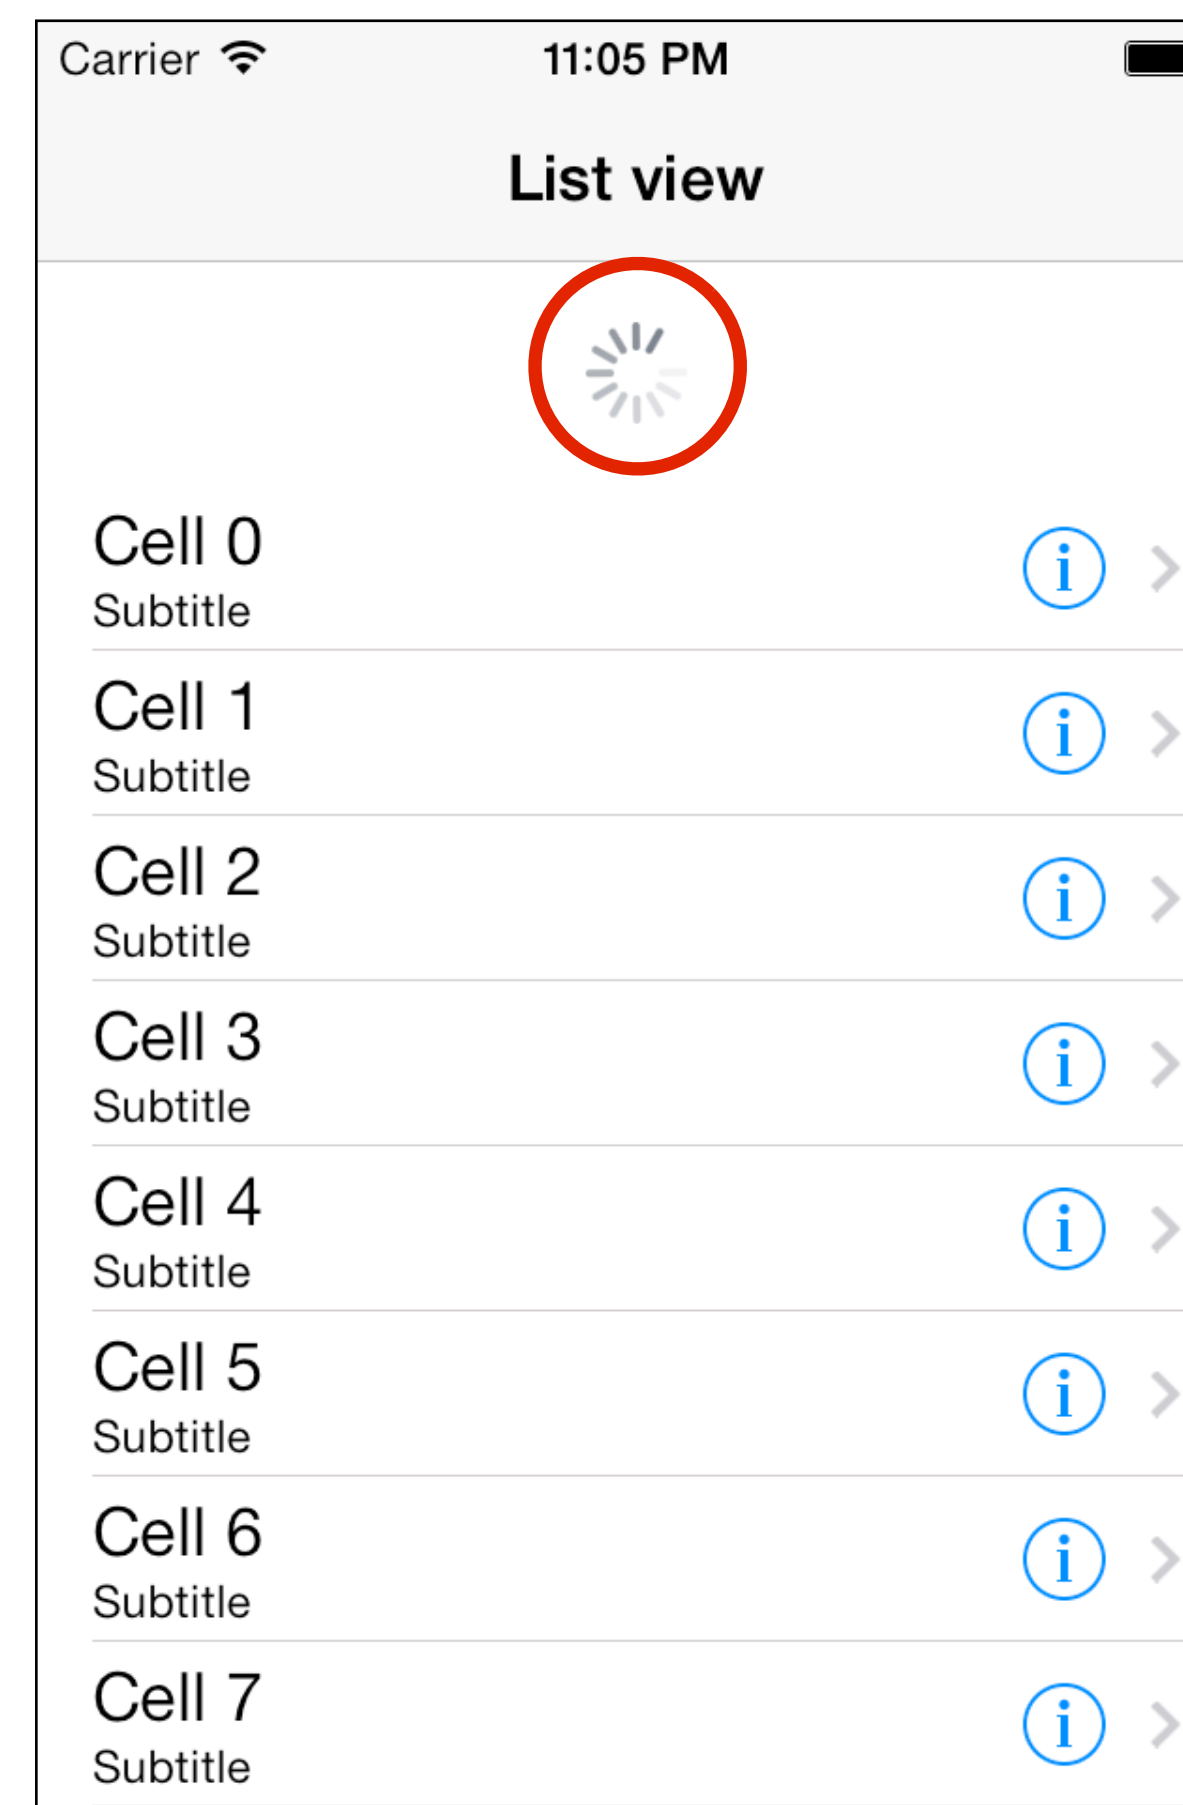 Carrier 11:05 PM
List view
Cell 0
Subtitle
Cell 1
Subtitle
Cell 2
Subtitle
Cell 3
Subtitle
Cell 4
Subtitle
Cell 5
Subtitle
Cell 6
Subtitle
Cell 7
Subtitle